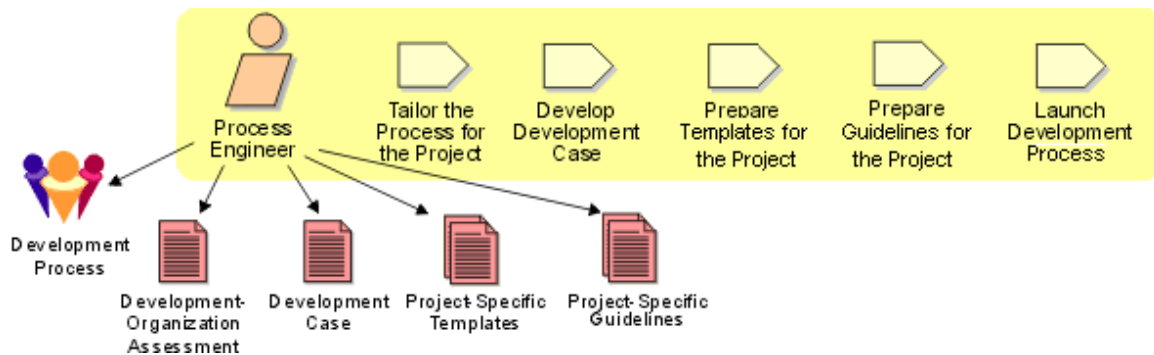 Process
Engineer
Tailor the
Process for
the Project
Develop
Development
Case
Prepare
Templates for
the Project
Prepare
Guidelines for
the Project
Launch
Development
Process
Development
Process
Development-
Organization
Assessment
Development
Case
Project-Specific
Templates
Project-Specific
Guidelines